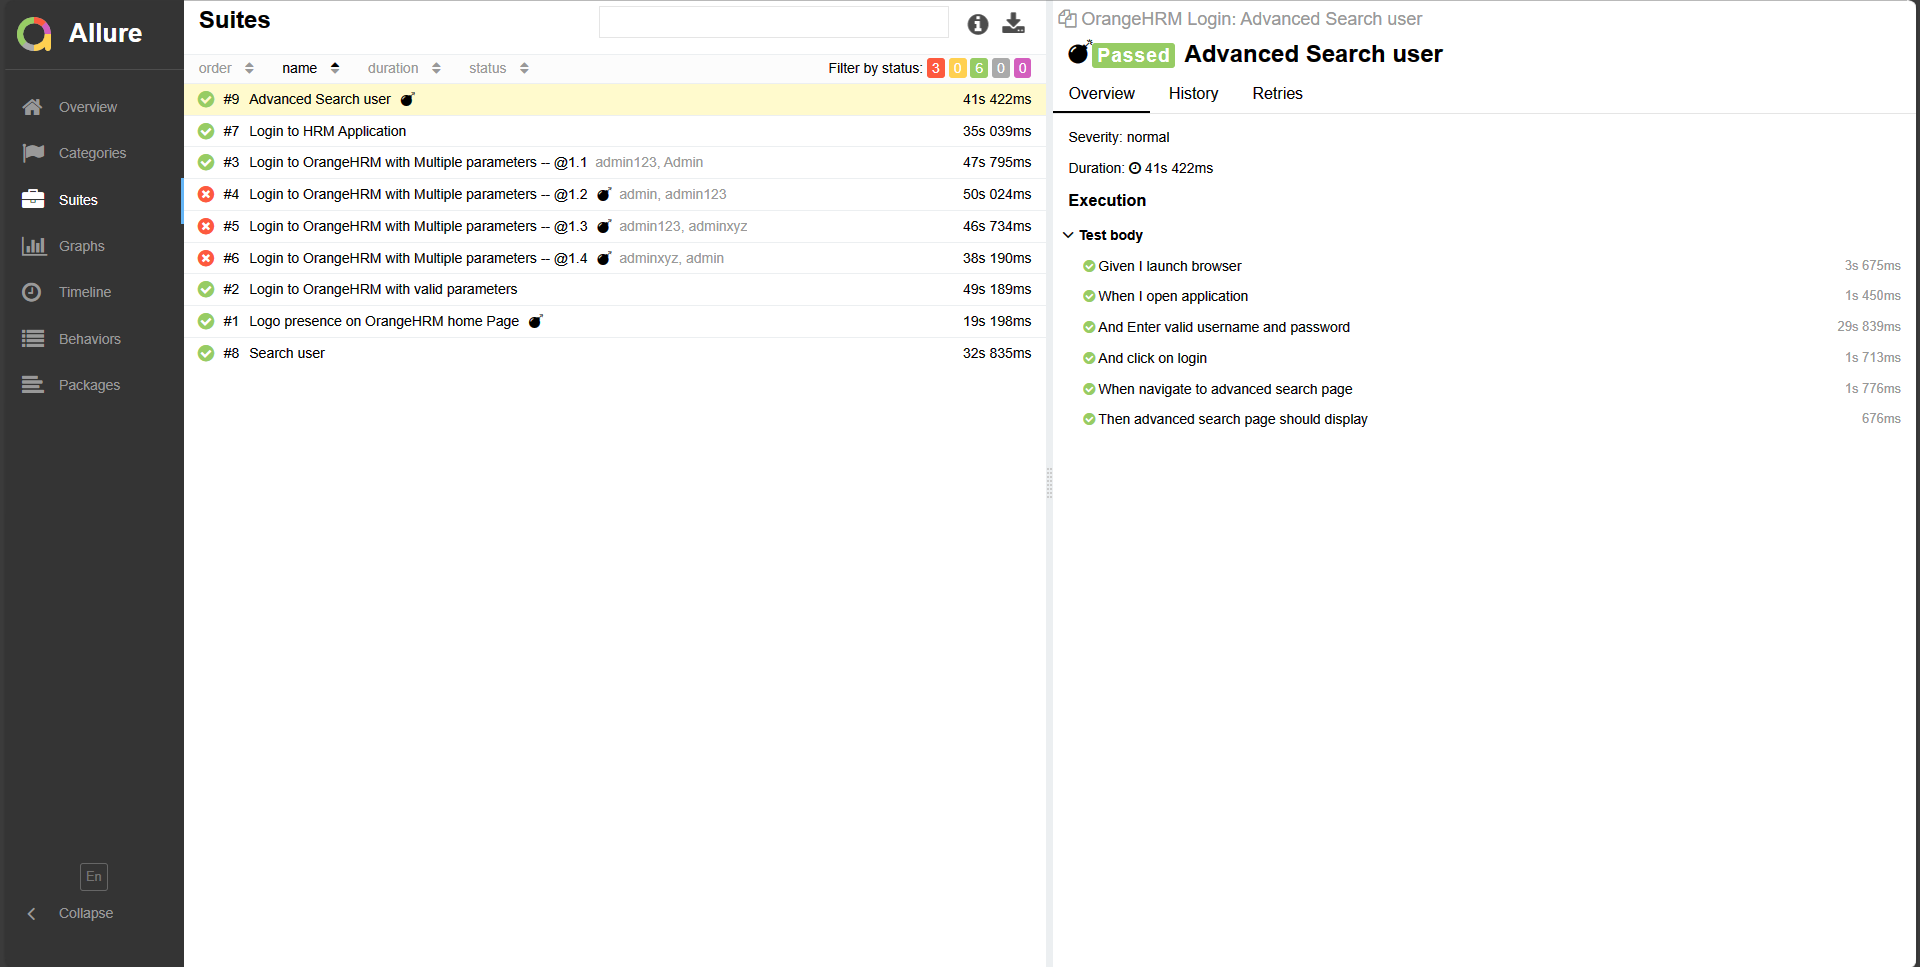 Allure
Overview
Categories
Suites
Graphs
Timeline
Behaviors
Packages
En
Collapse
Suites
order name duration status Filter by status: 3 0 6 0 0
#9 Advanced Search user 41s 422ms
#7 Login to HRM Application 35s 039ms
#3 Login to OrangeHRM with Multiple parameters -- @1.1 admin123, Admin 47s 795ms
#4 Login to OrangeHRM with Multiple parameters -- @1.2 admin, admin123 50s 024ms
#5 Login to OrangeHRM with Multiple parameters -- @1.3 admin123, adminxyz 46s 734ms
#6 Login to OrangeHRM with Multiple parameters -- @1.4 adminxyz, admin 38s 190ms
#2 Login to OrangeHRM with valid parameters 49s 189ms
#1 Logo presence on OrangeHRM home Page 19s 198ms
#8 Search user 32s 835ms
OrangeHRM Login: Advanced Search user
Passed Advanced Search user
Overview History Retries
Severity: normal
Duration: 41s 422ms
Execution
Test body
Given I launch browser 3s 675ms
When I open application 1s 450ms
And Enter valid username and password 29s 839ms
And click on login 1s 713ms
When navigate to advanced search page 1s 776ms
Then advanced search page should display 676ms